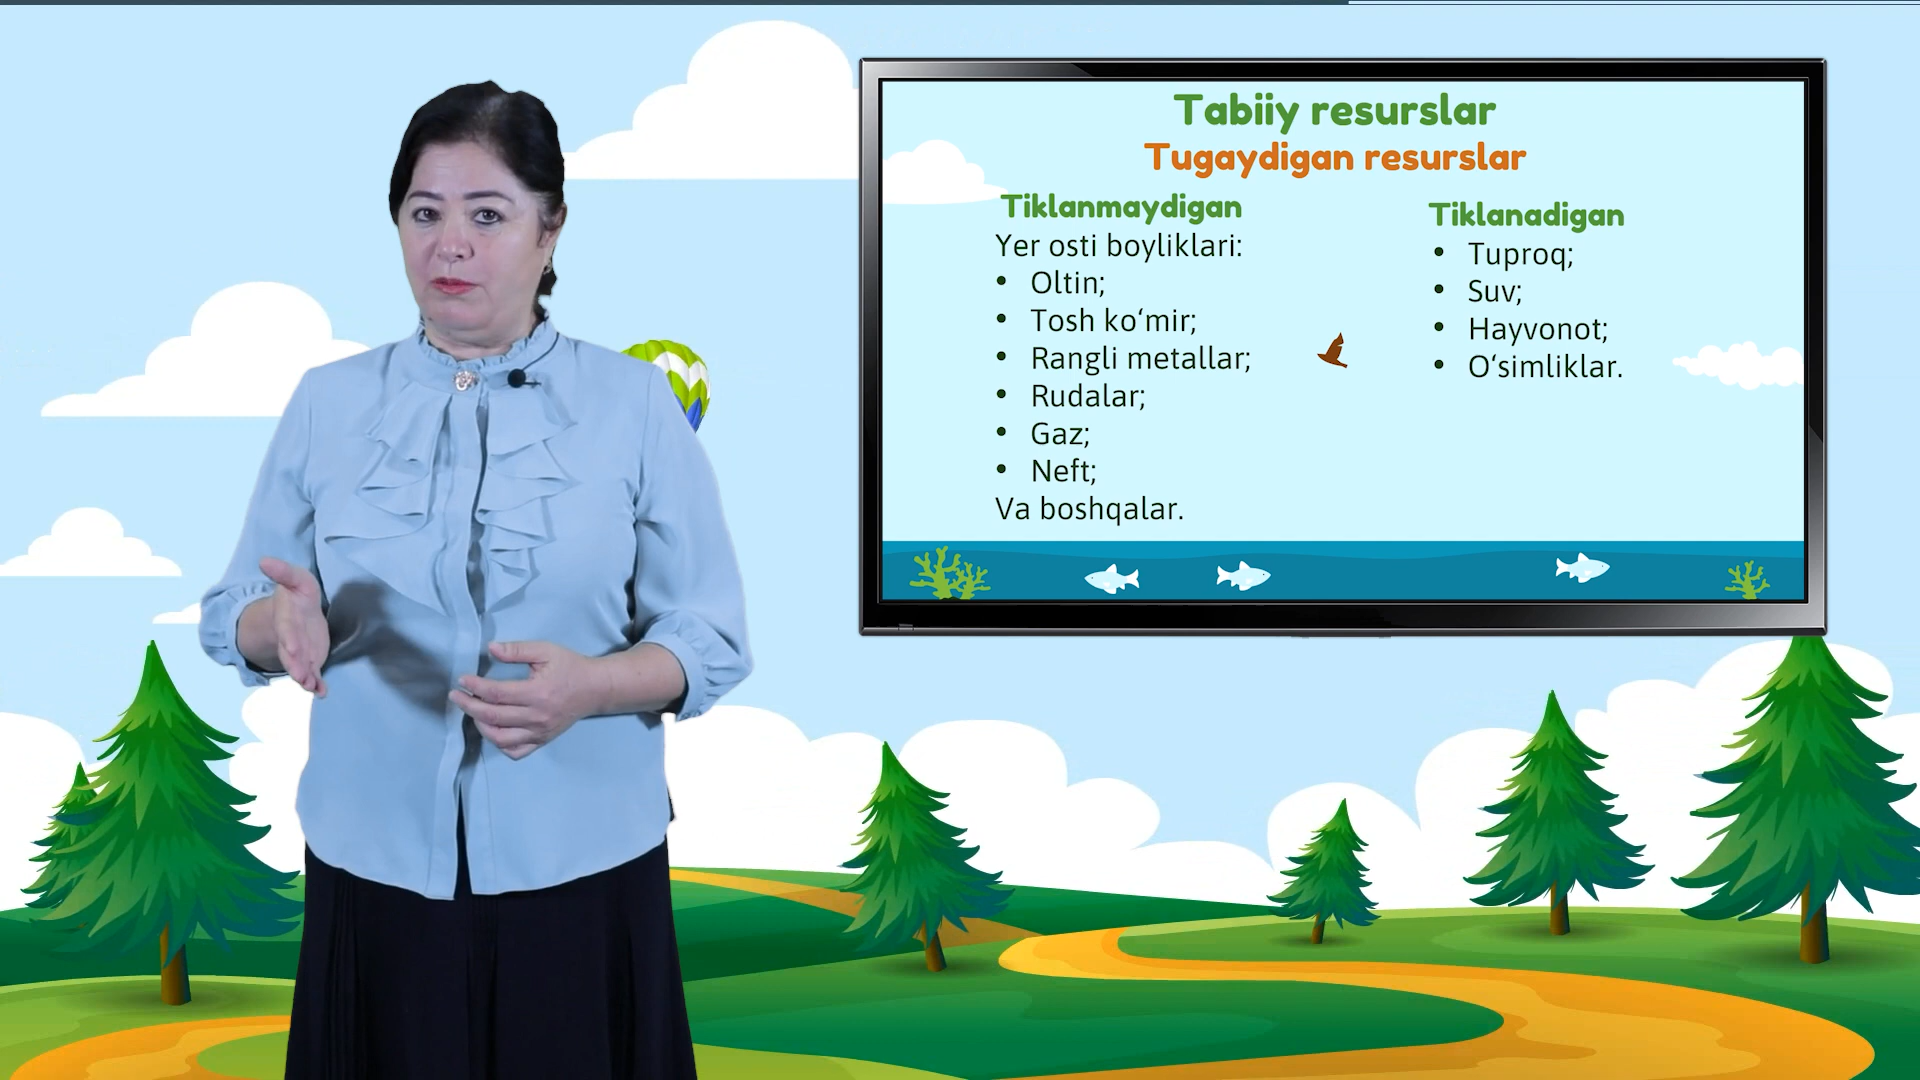 Tabiiy resurslar
Tugaydigan resurslar
Tiklanmaydigan
Yer osti boyliklari:
• Oltin;
• Tosh ko‘mir;
• Rangli metallar;
• Rudalar;
• Gaz;
• Neft;
Va boshqalar.
Tiklanadigan
• Tuproq;
• Suv;
• Hayvonot;
• O‘simliklar.